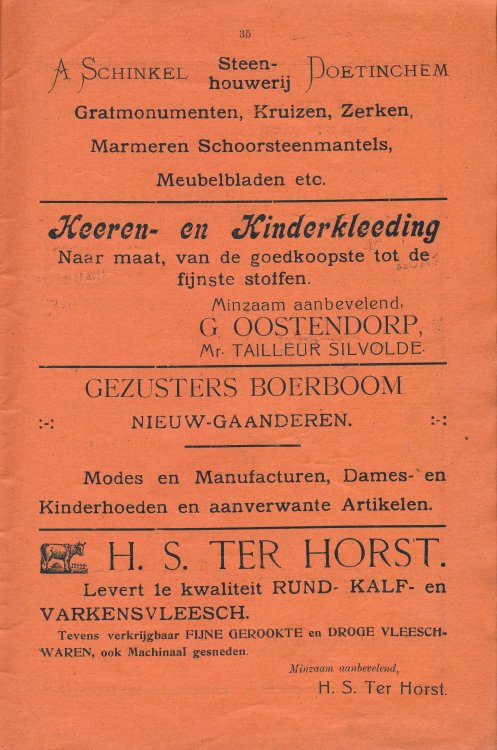 35
A SCHINKEL Steen-houwerij DOETINCHEM
Grafmonumenten, Kruizen, Zerken,
Marmeren Schoorsteenmantels,
Meubelbladen etc.
Heeren- en Kinderkleeding
Naar maat, van de goedkoopste tot de
fijnste stoffen.
Minzaam aanbevelend,
G. OOSTENDORP,
Mr. TAILLEUR SILVOLDE.
GEZUSTERS BOERBOOM
:-: NIEUW-GAANDEREN. :-:
Modes en Manufacturen, Dames- en
Kinderhoeden en aanverwante Artikelen.
H. S. TER HORST.
Levert 1e kwaliteit RUND- KALF- en
VARKENSVLEESCH.
Tevens verkrijgbaar FIJNE GEROOKTE en DROGE VLEESCH-
WAREN, ook Machinaal gesneden.
Minzaam aanbevelend,
H. S. Ter Horst.